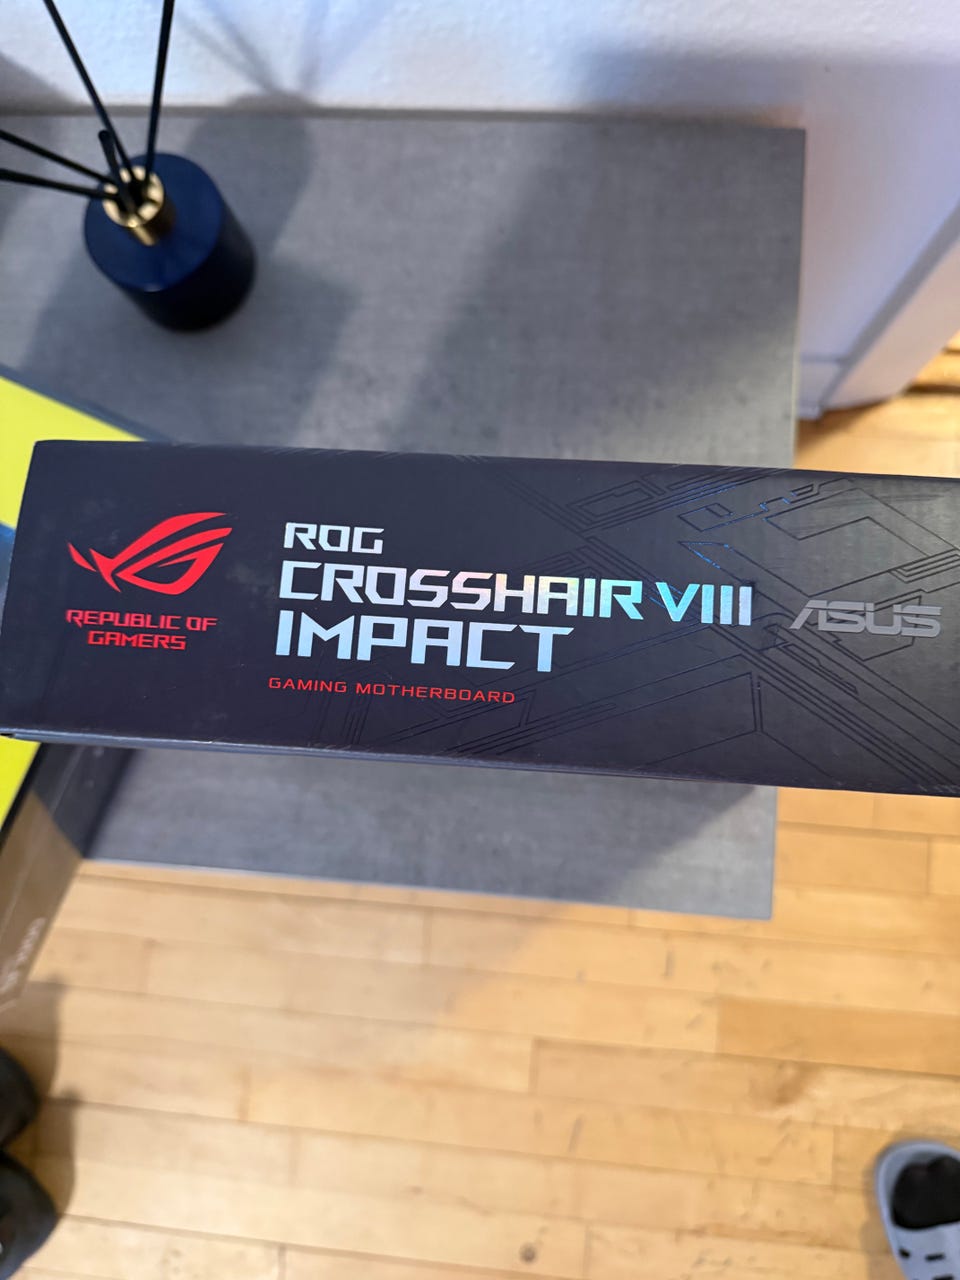 REPUBLIC OF
GAMERS
ROG
CROSSHAIR VIII
IMPACT
GAMING MOTHERBOARD
ASUS